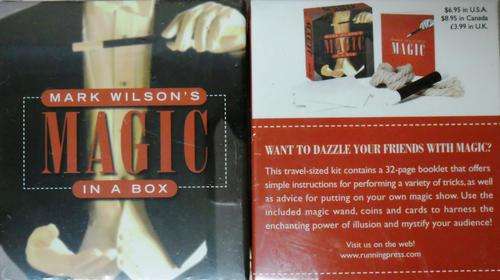 MARK WILSON'S
MAGIC
IN A BOX
$6.95 in U.S.A.
$8.95 in Canada
£3.99 in U.K.
MAGIC
MAGIC
WANT TO DAZZLE YOUR FRIENDS WITH MAGIC?
This travel-sized kit contains a 32-page booklet that offers
simple instructions for performing a variety of tricks, as well
as advice for putting on your own magic show. Use the
included magic wand, coins and cards to harness the
enchanting power of illusion and mystify your audience!
Visit us on the web!
www.runningpress.com